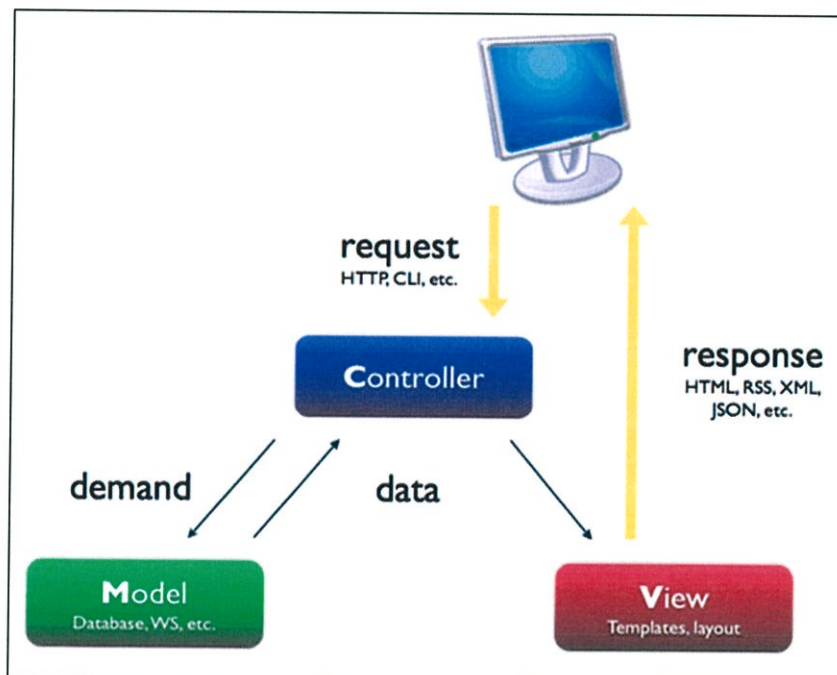 request
HTTP, CLI, etc.
Controller
response
HTML, RSS, XML,
JSON, etc.
demand
data
Model
Database, WS, etc.
View
Templates, layout